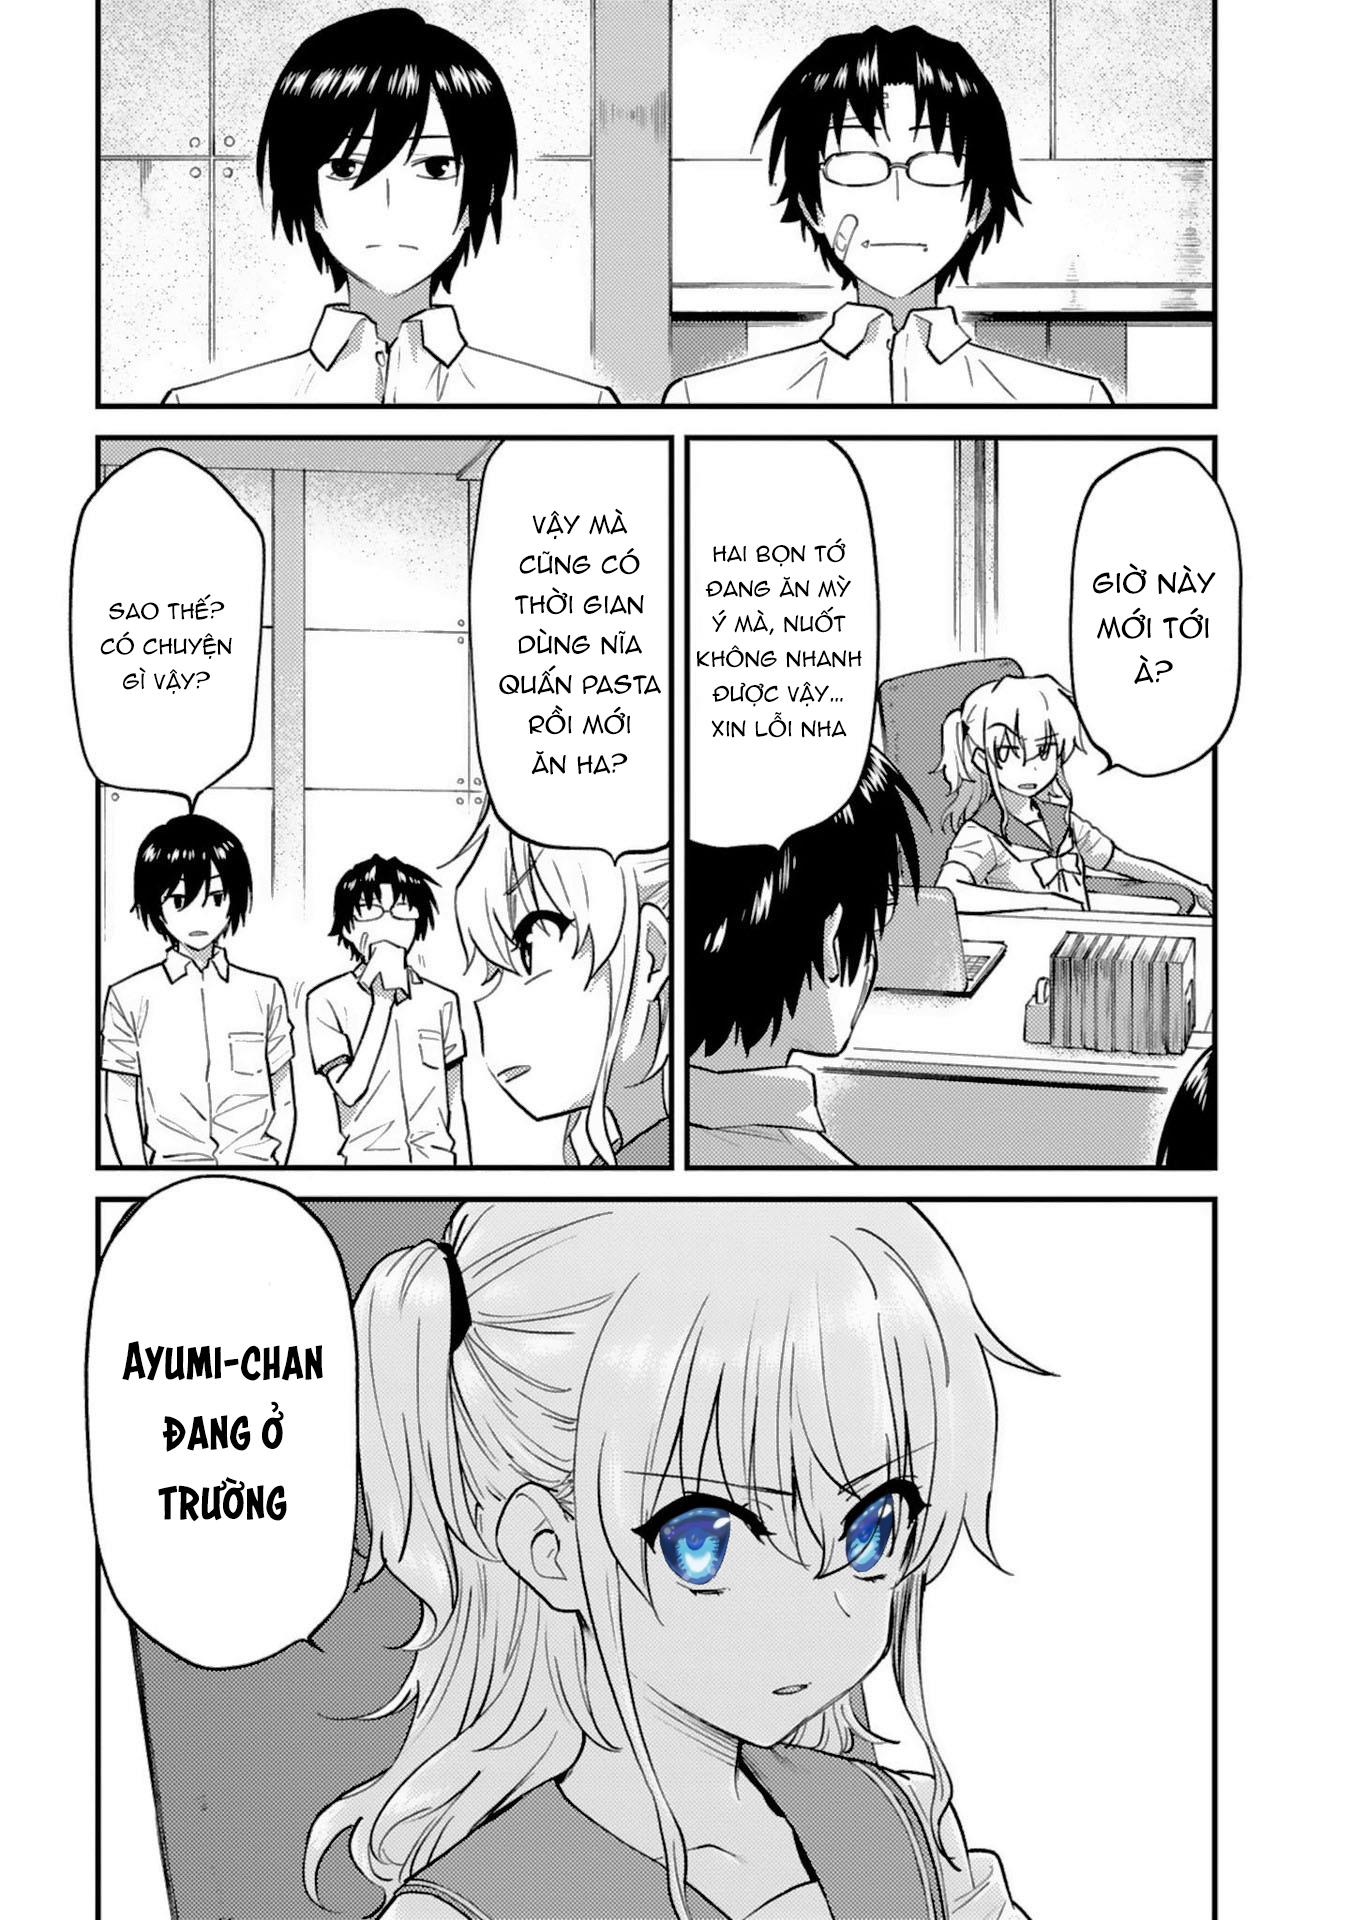 GIỜ NÀY
MỚI TỚI
À?
HAI BỌN TỚ
ĐANG ĂN MỲ
Ý MÀ, NUỐT
KHÔNG NHANH
ĐƯỢC VẬY...
XIN LỖI NHA
VẬY MÀ
CŨNG CÓ
THỜI GIAN
DÙNG NĨA
QUẤN PASTA
RỒI MỚI
ĂN HA?
SAO THẾ?
CÓ CHUYỆN
GÌ VẬY?
AYUMI-CHAN
ĐANG Ở
TRƯỜNG